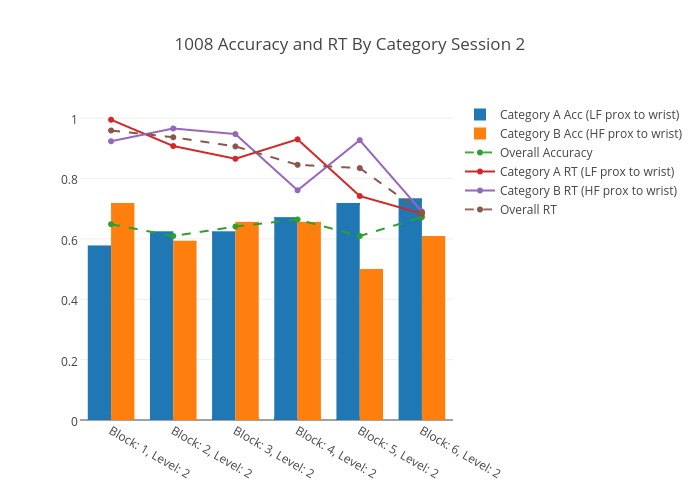 1008 Accuracy and RT By Category Session 2
1
0.8
0.6
0.4
0.2
0
Block: 1, Level: 2
Block: 2, Level: 2
Block: 3, Level: 2
Block: 4, Level: 2
Block: 5, Level: 2
Block: 6, Level: 2
Category A Acc (LF prox to wrist)
Category B Acc (HF prox to wrist)
Overall Accuracy
Category A RT (LF prox to wrist)
Category B RT (HF prox to wrist)
Overall RT